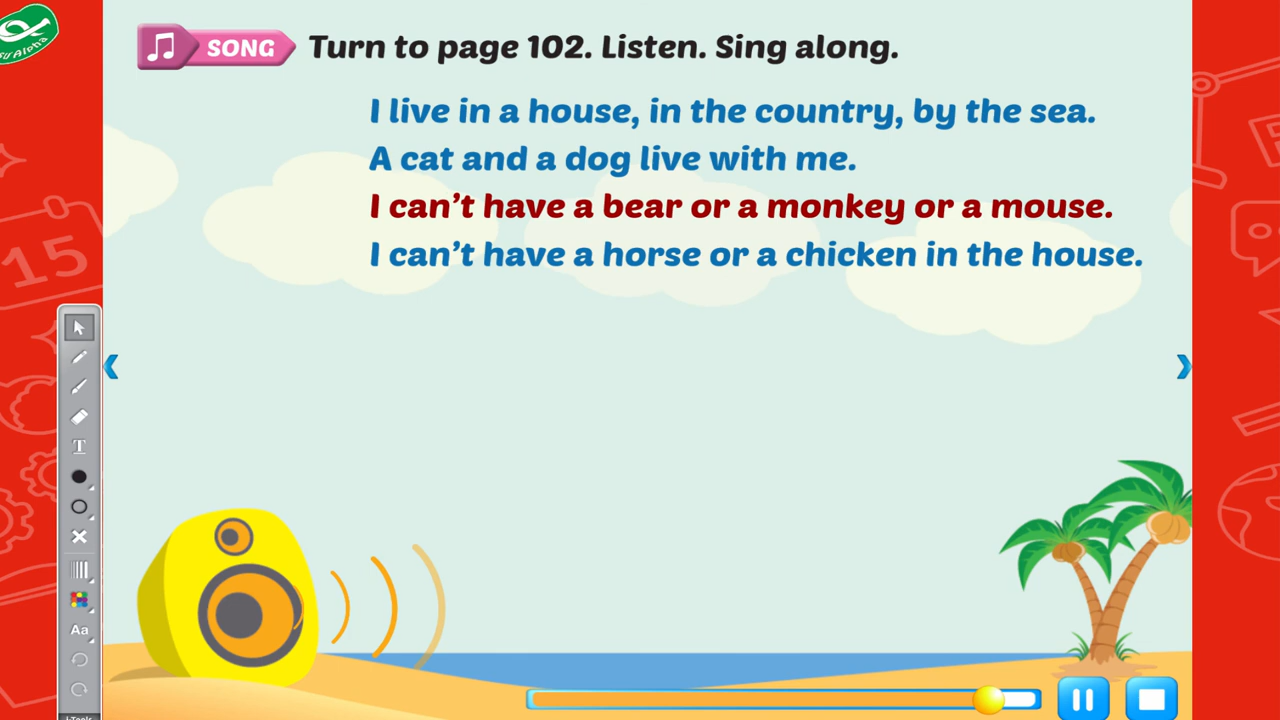 SONG Turn to page 102. Listen. Sing along.
I live in a house, in the country, by the sea.
A cat and a dog live with me.
I can't have a bear or a monkey or a mouse.
I can't have a horse or a chicken in the house.
15
T
Aa
i-Tools
Alpha